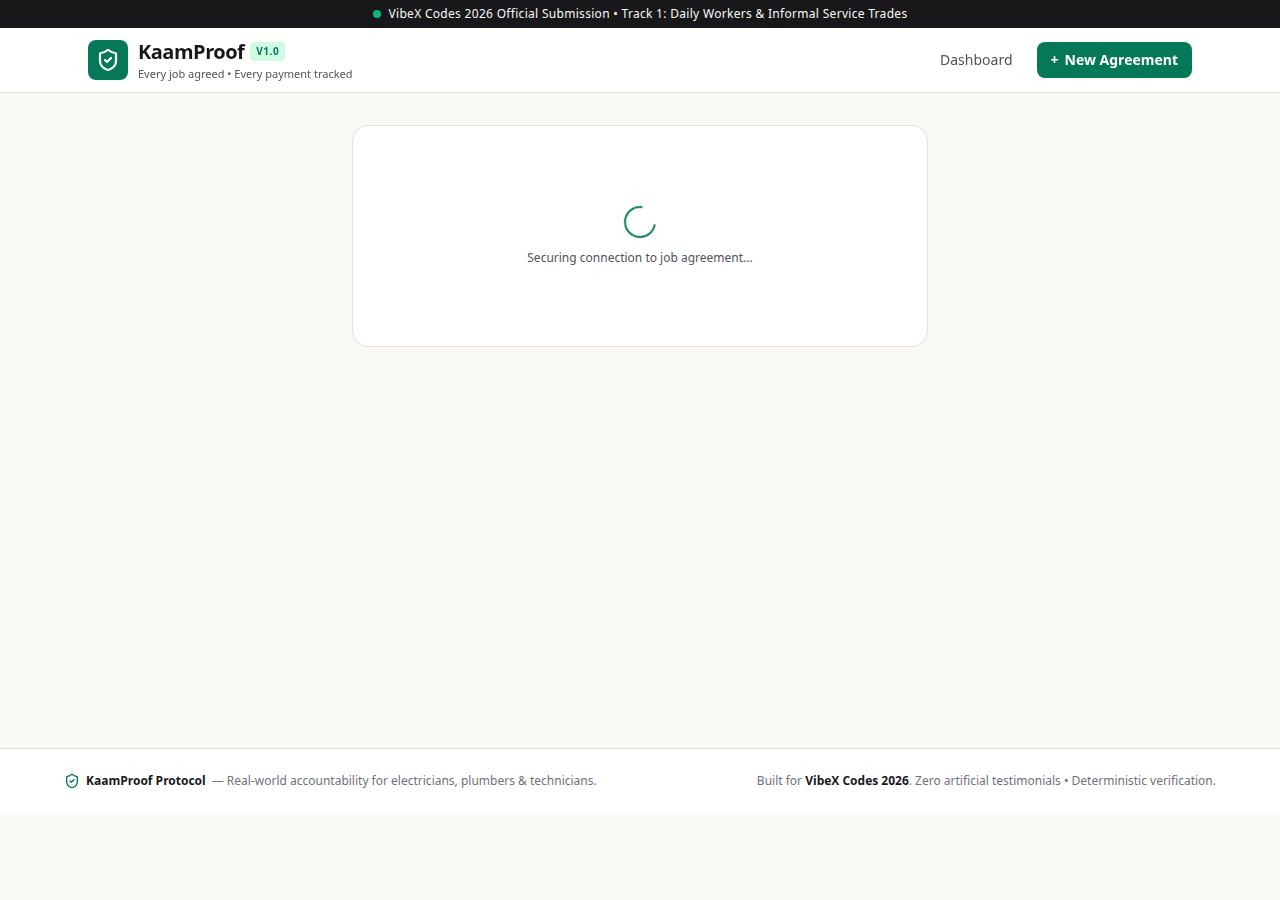 VibeX Codes 2026 Official Submission • Track 1: Daily Workers & Informal Service Trades
KaamProof V1.0
Every job agreed • Every payment tracked
Dashboard
+ New Agreement
Securing connection to job agreement...
KaamProof Protocol — Real-world accountability for electricians, plumbers & technicians.
Built for VibeX Codes 2026. Zero artificial testimonials • Deterministic verification.